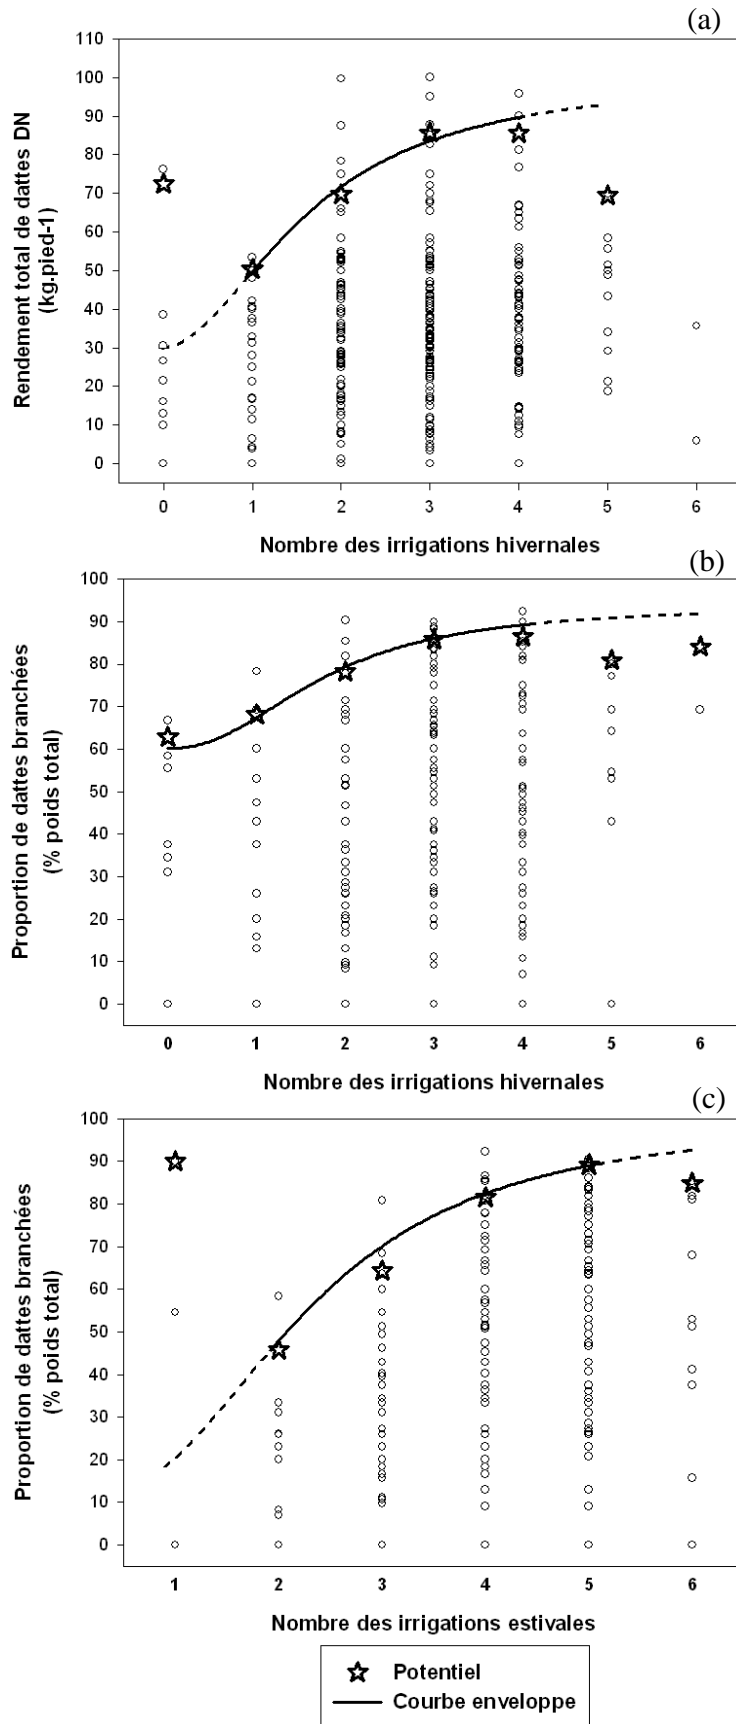 (a)
110
100
90
80
70
60
50
40
30
20
10
0
Rendement total de dattes DN
(kg.pied-1)
0 1 2 3 4 5 6
Nombre des irrigations hivernales
(b)
100
90
80
70
60
50
40
30
20
10
0
Proportion de dattes branchées
(% poids total)
0 1 2 3 4 5 6
Nombre des irrigations hivernales
(c)
100
90
80
70
60
50
40
30
20
10
0
Proportion de dattes branchées
(% poids total)
1 2 3 4 5 6
Nombre des irrigations estivales
Potentiel
Courbe enveloppe